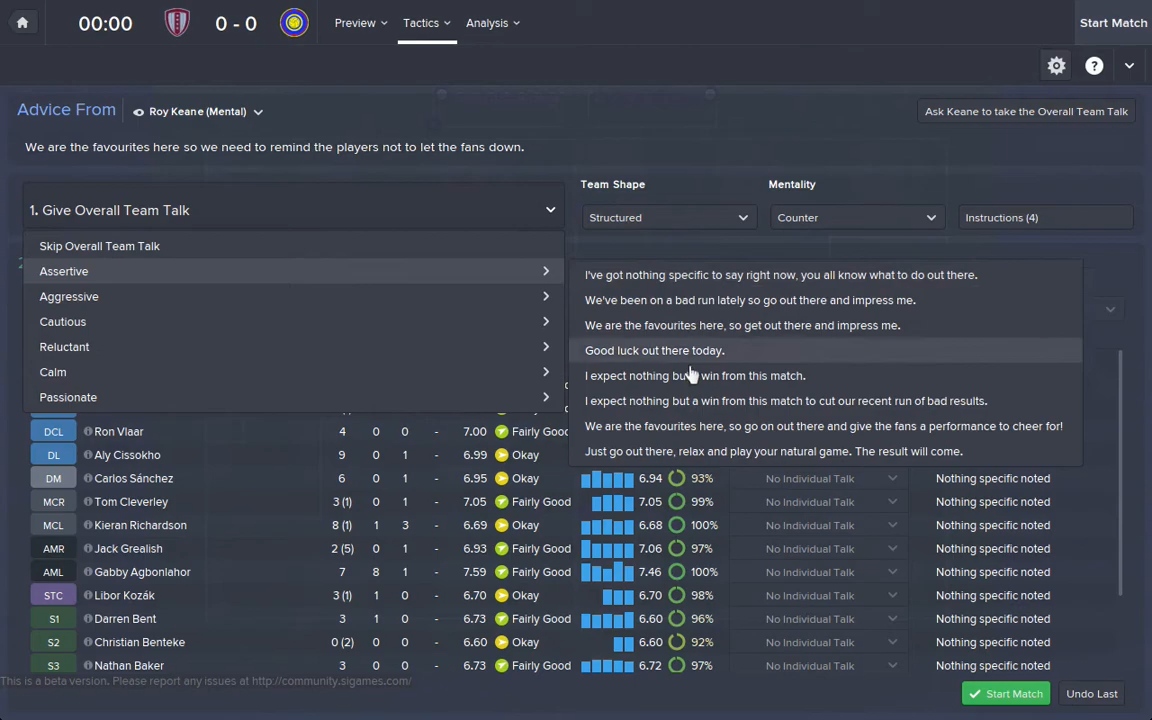 00:00
0 - 0
Preview
Tactics
Analysis
Start Match
Advice From
Roy Keane (Mental)
Ask Keane to take the Overall Team Talk
We are the favourites here so we need to remind the players not to let the fans down.
Team Shape
Mentality
1. Give Overall Team Talk
Structured
Counter
Instructions (4)
Skip Overall Team Talk
Assertive
Aggressive
Cautious
Reluctant
Calm
Passionate
I've got nothing specific to say right now, you all know what to do out there.
We've been on a bad run lately so go out there and impress me.
We are the favourites here, so get out there and impress me.
Good luck out there today.
I expect nothing but a win from this match.
I expect nothing but a win from this match to cut our recent run of bad results.
We are the favourites here, so go on out there and give the fans a performance to cheer for!
Just go out there, relax and play your natural game. The result will come.
DCL Ron Vlaar 4 0 0 - 7.00 Fairly Good
DL Aly Cissokho 9 0 1 - 6.99 Okay
DM Carlos Sánchez 6 0 1 - 6.95 Okay 6.94 93% No Individual Talk Nothing specific noted
MCR Tom Cleverley 3 (1) 0 0 - 7.05 Fairly Good 7.05 99% No Individual Talk Nothing specific noted
MCL Kieran Richardson 8 (1) 1 3 - 6.69 Okay 6.68 100% No Individual Talk Nothing specific noted
AMR Jack Grealish 2 (5) 0 1 - 6.93 Fairly Good 7.06 97% No Individual Talk Nothing specific noted
AML Gabby Agbonlahor 7 8 1 - 7.59 Fairly Good 7.46 100% No Individual Talk Nothing specific noted
STC Libor Kozák 3 (1) 1 0 - 6.70 Okay 6.70 98% No Individual Talk Nothing specific noted
S1 Darren Bent 3 1 0 - 6.73 Fairly Good 6.60 96% No Individual Talk Nothing specific noted
S2 Christian Benteke 0 (2) 0 0 - 6.60 Okay 6.60 92% No Individual Talk Nothing specific noted
S3 Nathan Baker 3 0 0 - 6.73 Fairly Good 6.72 97% No Individual Talk Nothing specific noted
This is a beta version. Please report any issues at http://community.sigames.com/
Start Match
Undo Last